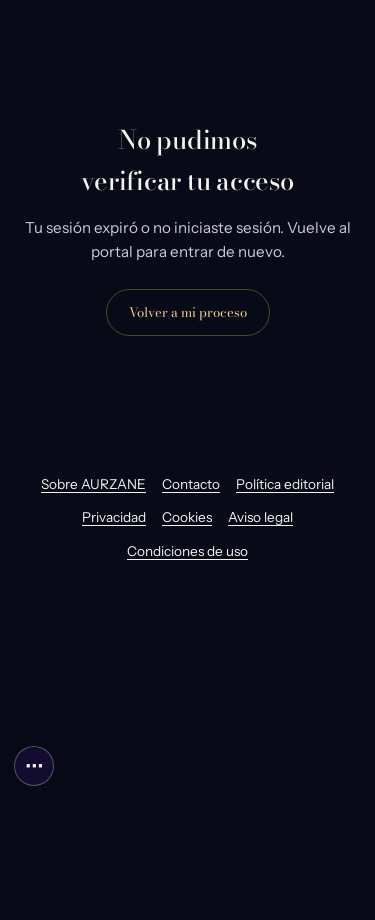 No pudimos
verificar tu acceso
Tu sesión expiró o no iniciaste sesión. Vuelve al
portal para entrar de nuevo.
Volver a mi proceso
Sobre AURZANE Contacto Política editorial
Privacidad Cookies Aviso legal
Condiciones de uso